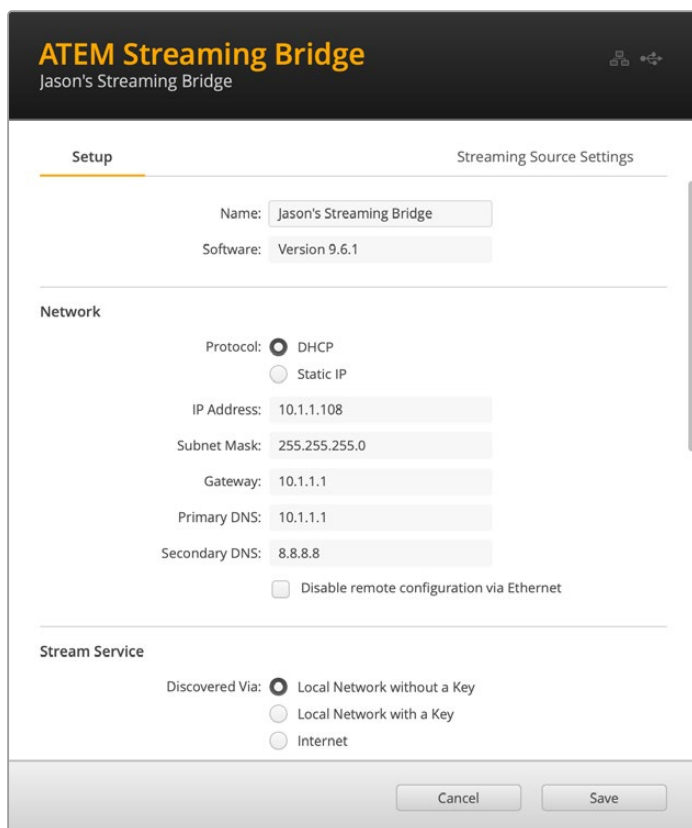 ATEM Streaming Bridge
Jason's Streaming Bridge
Setup Streaming Source Settings
Name: Jason's Streaming Bridge
Software: Version 9.6.1
Network
Protocol: DHCP
Static IP
IP Address: 10.1.1.108
Subnet Mask: 255.255.255.0
Gateway: 10.1.1.1
Primary DNS: 10.1.1.1
Secondary DNS: 8.8.8.8
Disable remote configuration via Ethernet
Stream Service
Discovered Via: Local Network without a Key
Local Network with a Key
Internet
Cancel Save